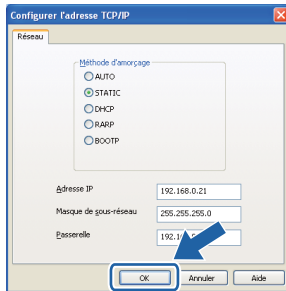 Configurer l'adresse TCP/IP
Réseau
Méthode d'amorçage
AUTO
STATIC
DHCP
RARP
BOOTP
Adresse IP
192.168.0.21
Masque de sous-réseau
255.255.255.0
Passerelle
OK
Annuler
Aide